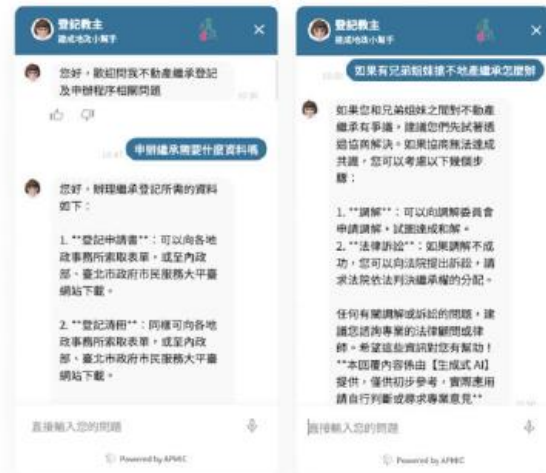 登記教主
建成地政小幫手
您好，歡迎問我不動產繼承登記
及申辦程序相關問題
申辦繼承需要什麼資料嗎
您好，辦理繼承登記所需的資料
如下：
1. **登記申請書**：可以向各地
政事務所索取表單，或至內政
部、臺北市政府市民服務大平臺
網站下載。
2. **登記清冊**：同樣可向各地
政事務所索取表單，或至內政
部、臺北市政府市民服務大平臺
網站下載。
直接輸入您的問題
Powered by APMIC
登記教主
建成地政小幫手
如果有兄弟姐妹搶不地產繼承怎麼辦
如果您和兄弟姐妹之間對不動產
繼承有爭議，建議您們先試著透
過協商解決。如果協商無法達成
共識，您可以考慮以下幾個步
驟：
1. **調解**：可以向調解委員會
申請調解，試圖達成和解。
2. **法律訴訟**：如果調解不成
功，您可以向法院提出訴訟，請
求法院依法判決繼承權的分配。
任何有關調解或訴訟的問題，建
議您諮詢專業的法律顧問或律
師。希望這些資訊對您有幫助！
**本回覆內容係由【生成式 AI】
提供，僅供初步參考，實際應用
請自行判斷或尋求專業意見**
直接輸入您的問題
Powered by APMIC